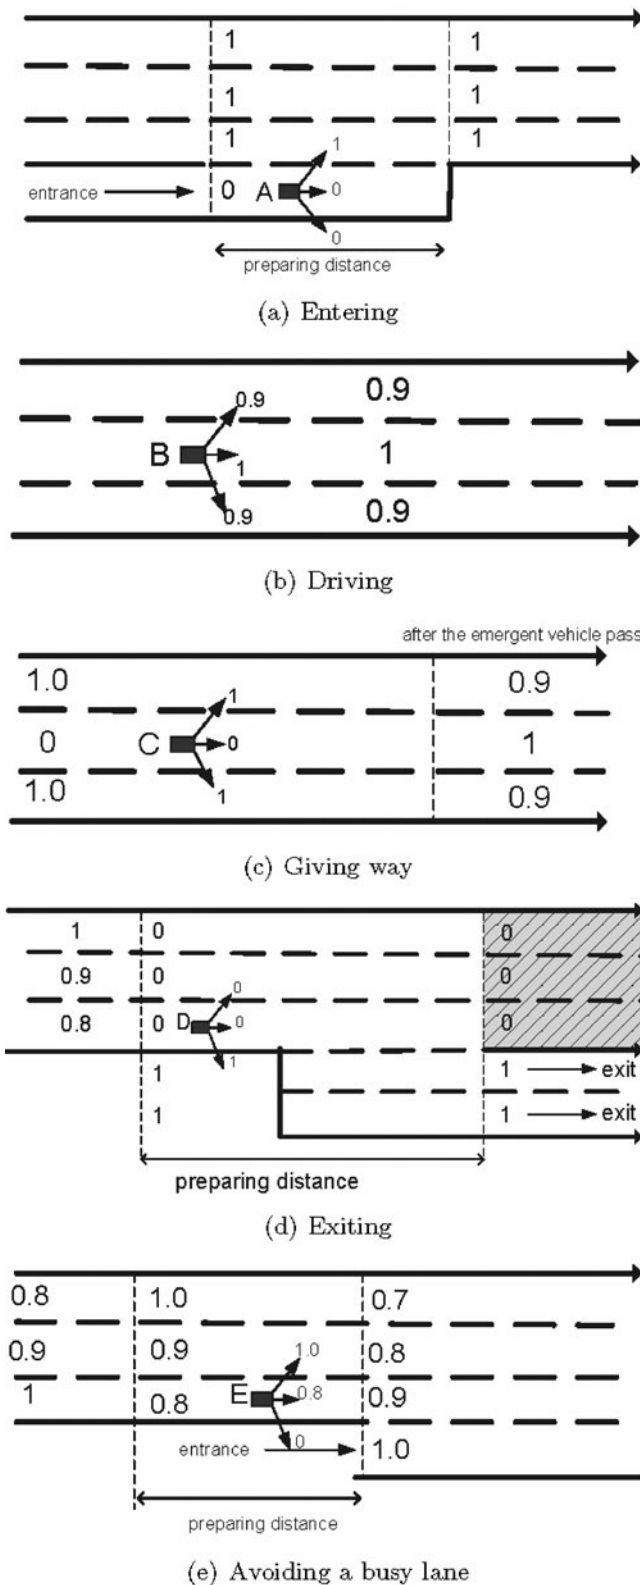 1 1
1 1
1 1
1
entrance 0 A 0
0
preparing distance
(a) Entering
0.9 0.9
B 1
1
0.9 0.9
(b) Driving
after the emergent vehicle pass
1.0 1 0.9
0 C 0 1
1.0 1 0.9
(c) Giving way
1 0 0
0.9 0 0 0
0.8 0 D 0 0
1 1 1 exit
1 1 exit
preparing distance
(d) Exiting
0.8 1.0 0.7
0.9 0.9 1.0 0.8
1 0.8 E 0.8 0.9
entrance 0 1.0
preparing distance
(e) Avoiding a busy lane